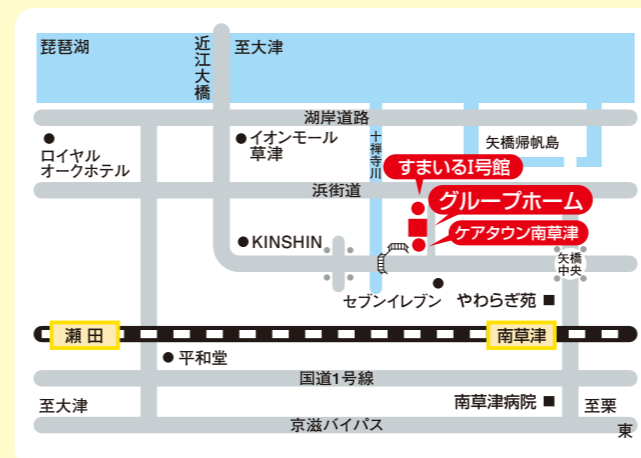 琵琶湖
近江大橋
至大津
湖岸道路
ロイヤル
オークホテル
イオンモール
草津
十禅寺川
矢橋帰帆島
すまいるI号館
浜街道
グループホーム
ケアタウン南草津
KINSHIN
矢橋
中央
セブンイレブン
やわらぎ苑
瀬田
南草津
平和堂
国道1号線
至大津
南草津病院
至栗
東
京滋バイパス